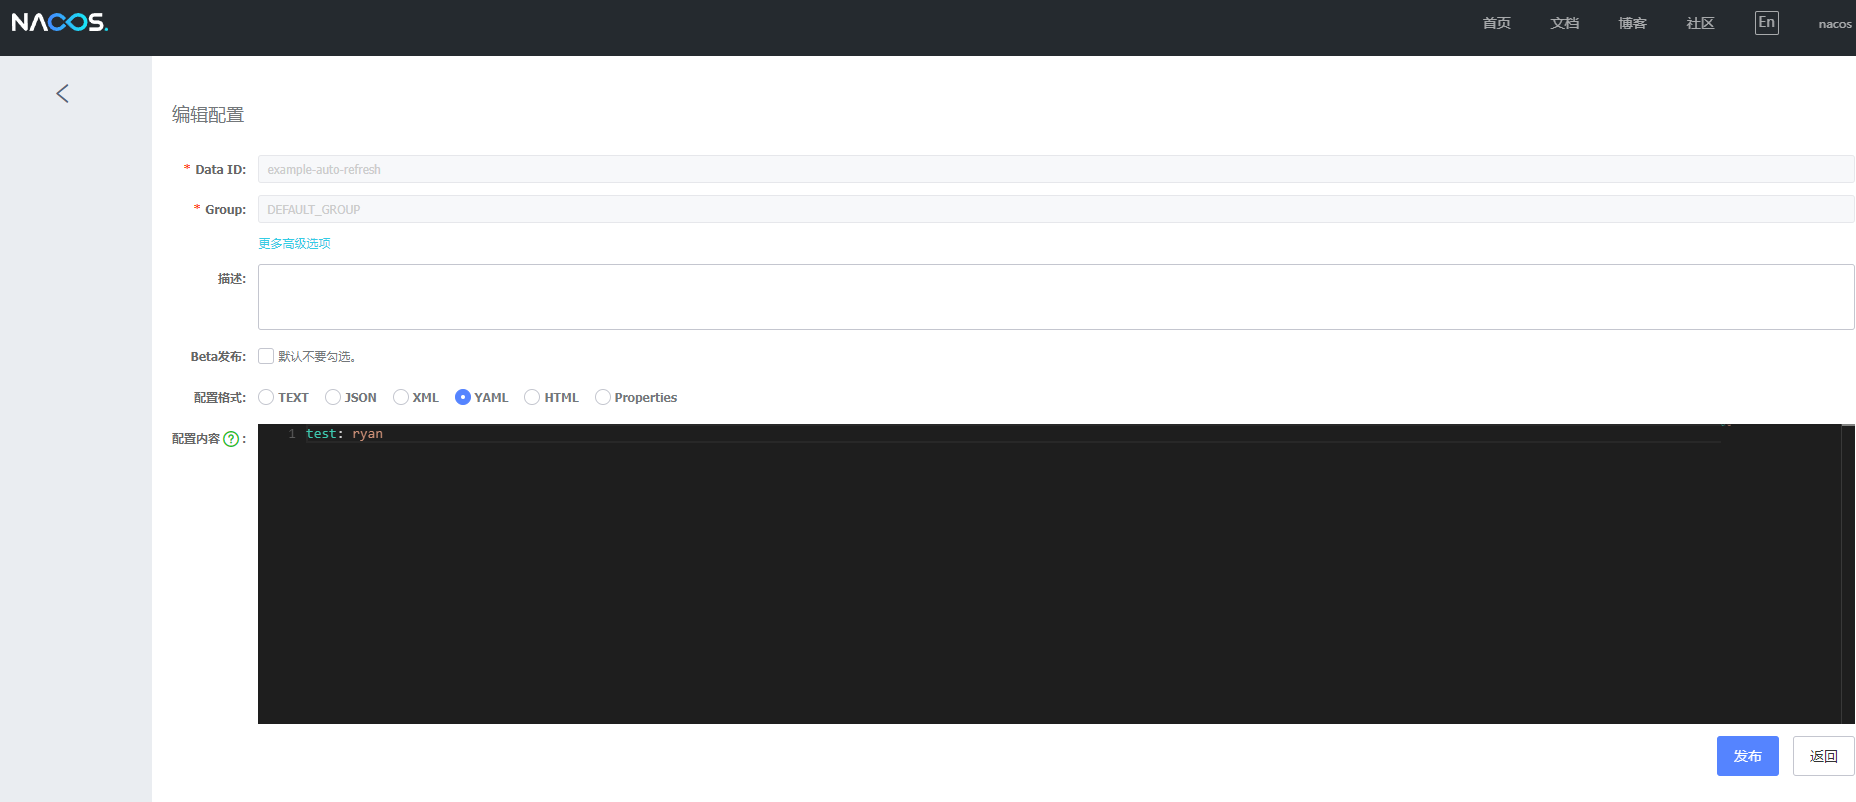 NACOS.
首页 文档 博客 社区 En nacos
编辑配置
* Data ID: example-auto-refresh
* Group: DEFAULT_GROUP
更多高级选项
描述:
Beta发布: 默认不要勾选。
配置格式: TEXT JSON XML YAML HTML Properties
配置内容 ? : 1 test: ryan
发布 返回